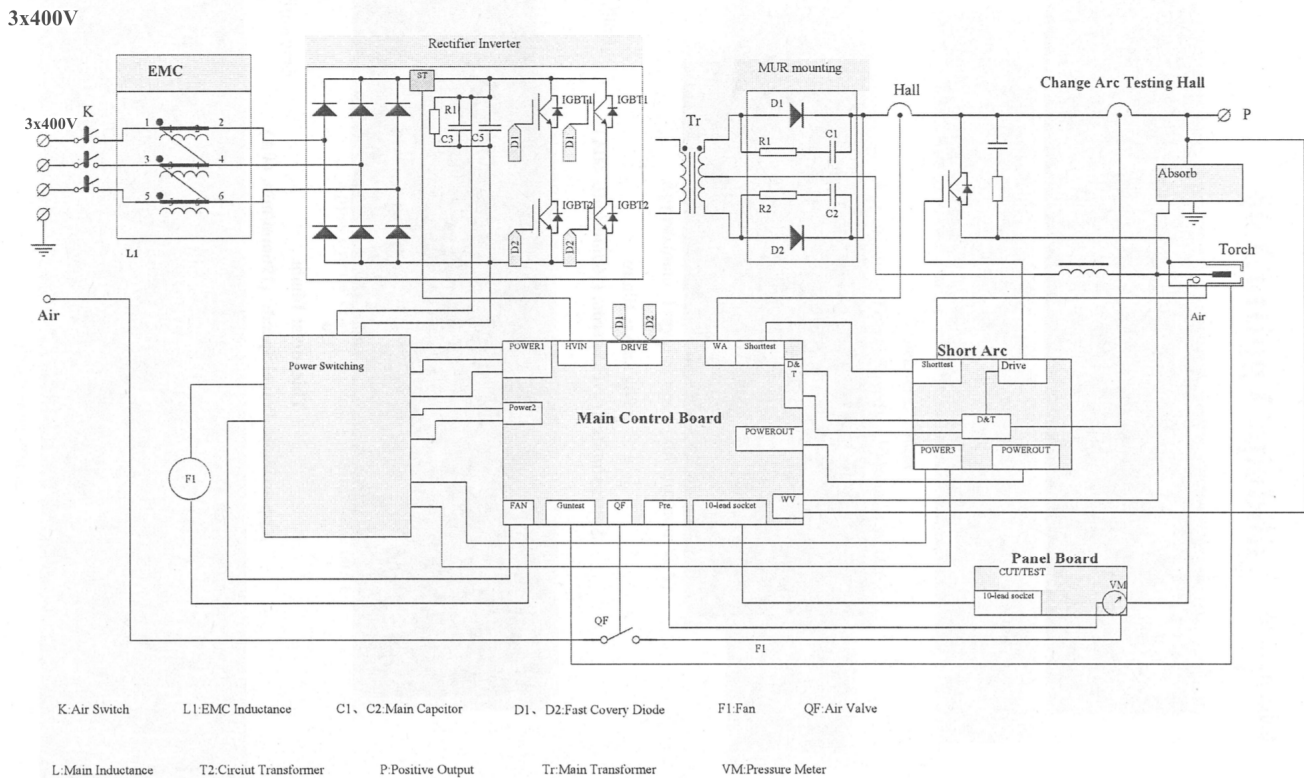 3x400V
Rectifier Inverter
EMC
ST
MUR mounting
Hall
Change Arc Testing Hall
K
3x400V
1
2
3
4
5
6
L1
R1
C3
C5
IGBT1
IGBT1
D1
D1
IGBT2
IGBT2
D2
D2
Tr
D1
R1
C1
R2
C2
D2
P
Absorb
Torch
Air
Air
D1
D2
Power Switching
POWER1
HVIN
DRIVE
WA
Shorttest
D&T
Power2
Main Control Board
POWEROUT
FAN
Guntest
QF
Pre.
10-lead socket
WV
Short Arc
Shorttest
Drive
D&T
POWER3
POWEROUT
F1
Panel Board
CUT/TEST
10-lead socket
VM
QF
F1
K:Air Switch
L1:EMC Inductance
C1、C2:Main Capcitor
D1、D2:Fast Covery Diode
F1:Fan
QF:Air Valve
L:Main Inductance
T2:Circiut Transformer
P:Positive Output
Tr:Main Transformer
VM:Pressure Meter